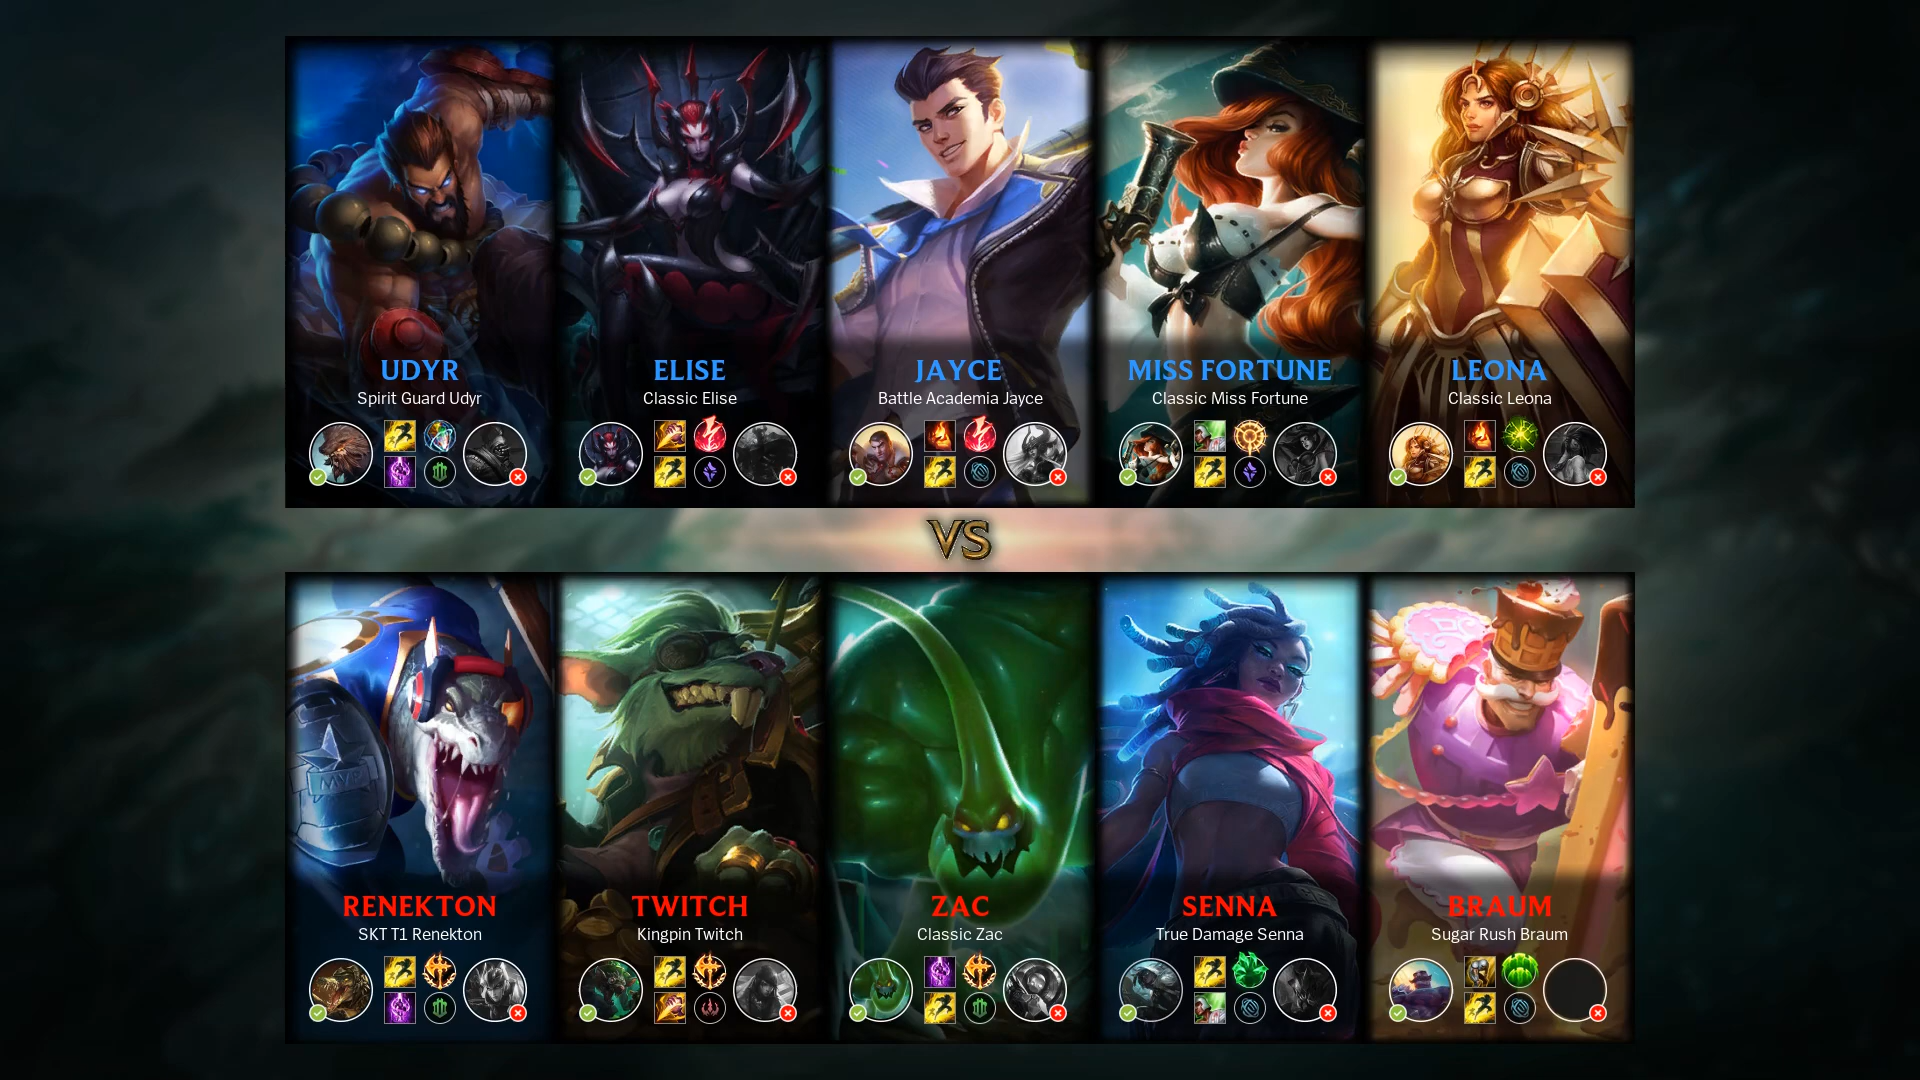 UDYR
Spirit Guard Udyr
ELISE
Classic Elise
JAYCE
Battle Academia Jayce
MISS FORTUNE
Classic Miss Fortune
LEONA
Classic Leona
VS
RENEKTON
SKT T1 Renekton
TWITCH
Kingpin Twitch
ZAC
Classic Zac
SENNA
True Damage Senna
BRAUM
Sugar Rush Braum